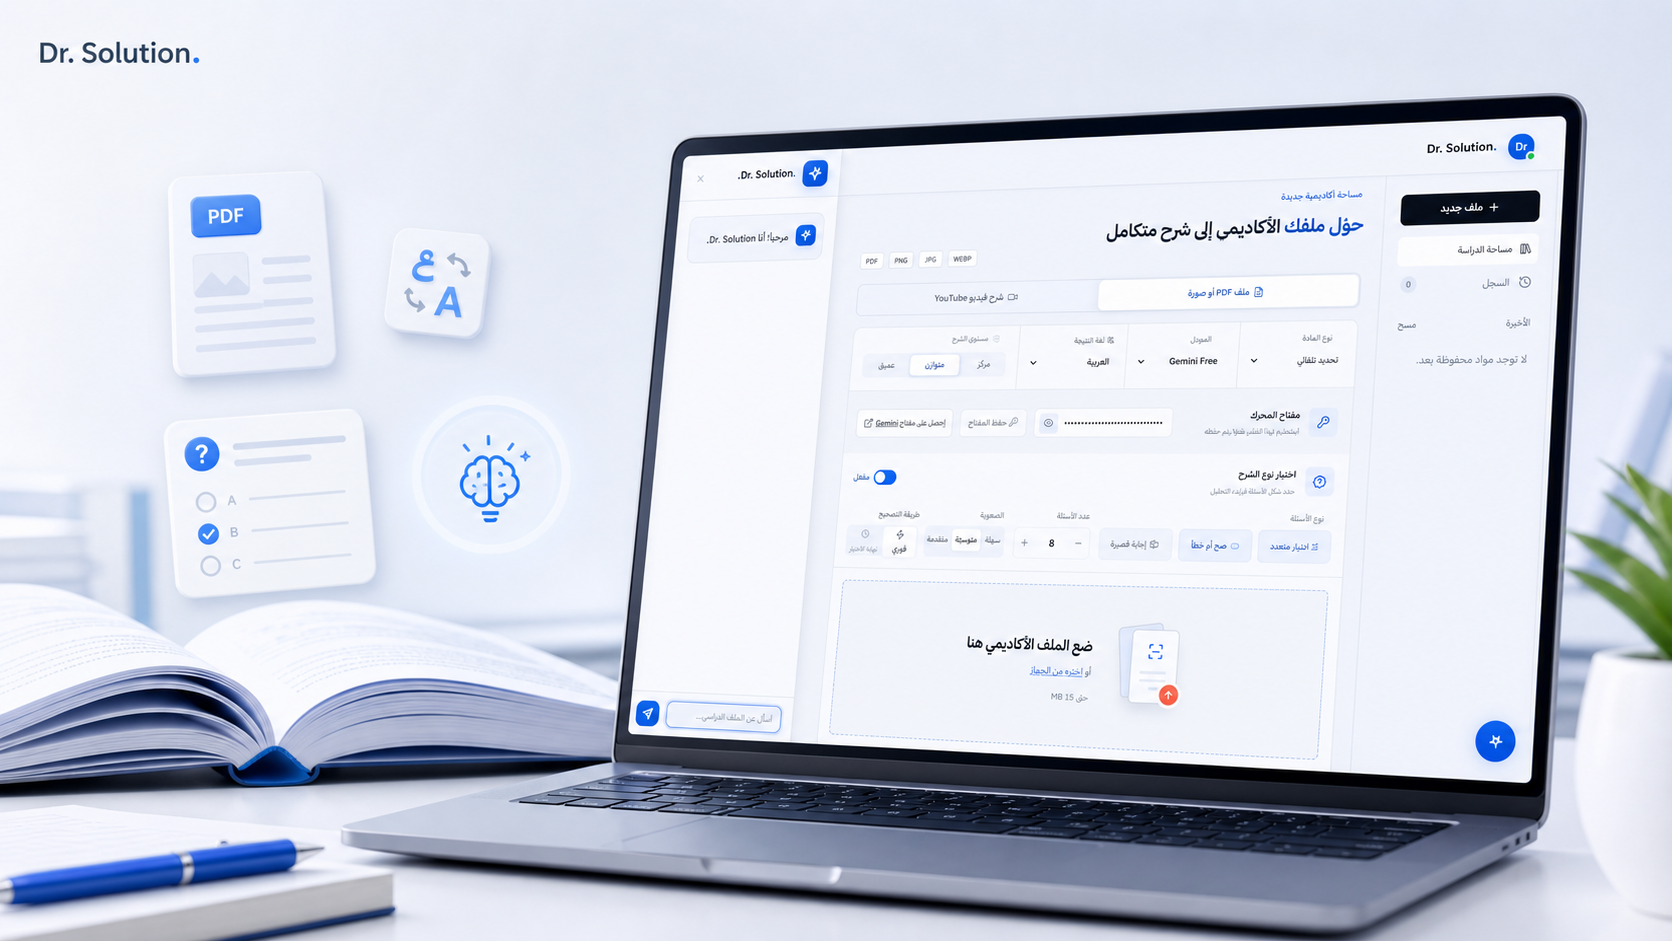 Dr. Solution.
PDF
ع
A
?
A
B
C
Dr. Solution.
Dr
ملف جديد +
مساحة الدراسة
السجل
0
الأخيرة
مسح
لا توجد مواد محفوظة بعد.
مساحة أكاديمية جديدة
حوّل ملفك الأكاديمي إلى شرح متكامل
PDF PNG JPG WEBP
ملف PDF أو صورة
شرح فيديو YouTube
نوع المادة
تحديد تلقائي
المودل
Gemini Free
لغة النتيجة
العربية
مستوى الشرح
مركز
متوازن
عميق
مفتاح المحرك
حفظ المفتاح
إحصل على مفتاح Gemini
اختيار نوع الشرح
مفعل
نوع الأسئلة
اختيار متعدد
صح أم خطأ
إجابة قصيرة
عدد الأسئلة
− 8 +
الصعوبة
سهلة
متوسطة
متقدمة
طريقة التصحيح
فوري
ضع الملف الأكاديمي هنا
أو اختره من الجهاز
حتى 15 MB
Dr. Solution.
مرحباً! أنا Dr. Solution.
اسأل عن الملف الدراسي...